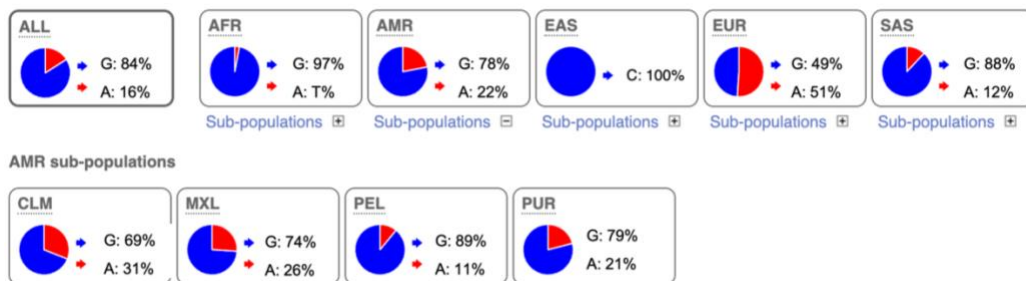 ALL AFR AMR EAS EUR SAS
G: 84% G: 97% G: 78% C: 100% G: 49% G: 88%
A: 16% A: T% A: 22% A: 51% A: 12%
Sub-populations + Sub-populations − Sub-populations + Sub-populations + Sub-populations +
AMR sub-populations
CLM MXL PEL PUR
G: 69% G: 74% G: 89% G: 79%
A: 31% A: 26% A: 11% A: 21%